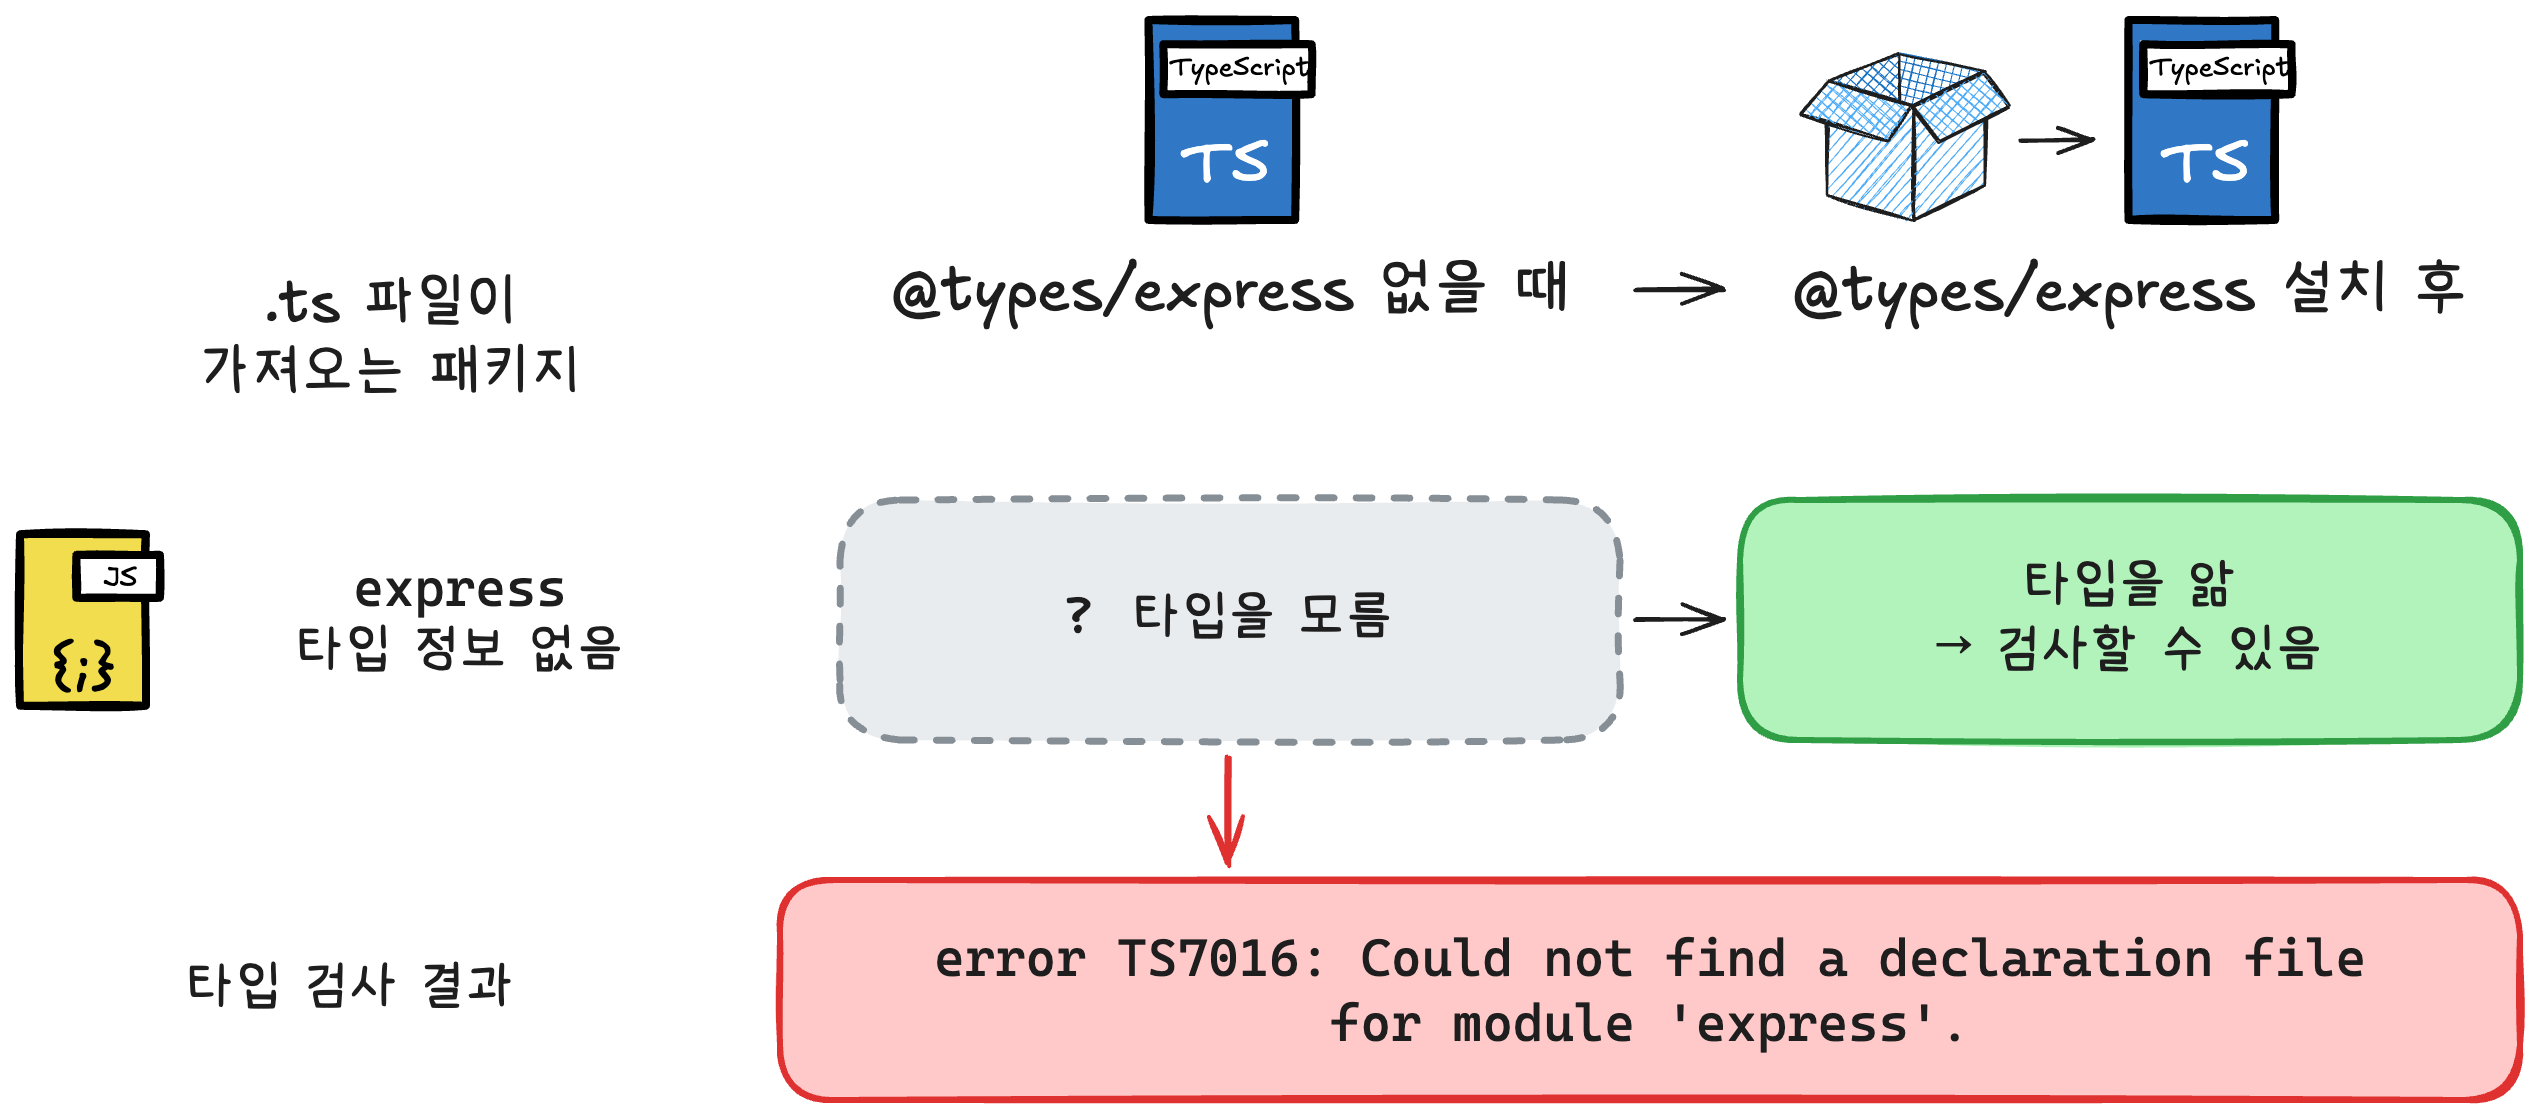 TypeScript
TS
TypeScript
TS
.ts 파일이
가져오는 패키지
@types/express 없을 때
@types/express 설치 후
JS
{;}
express
타입 정보 없음
? 타입을 모름
타입을 앎
→ 검사할 수 있음
타입 검사 결과
error TS7016: Could not find a declaration file
for module 'express'.